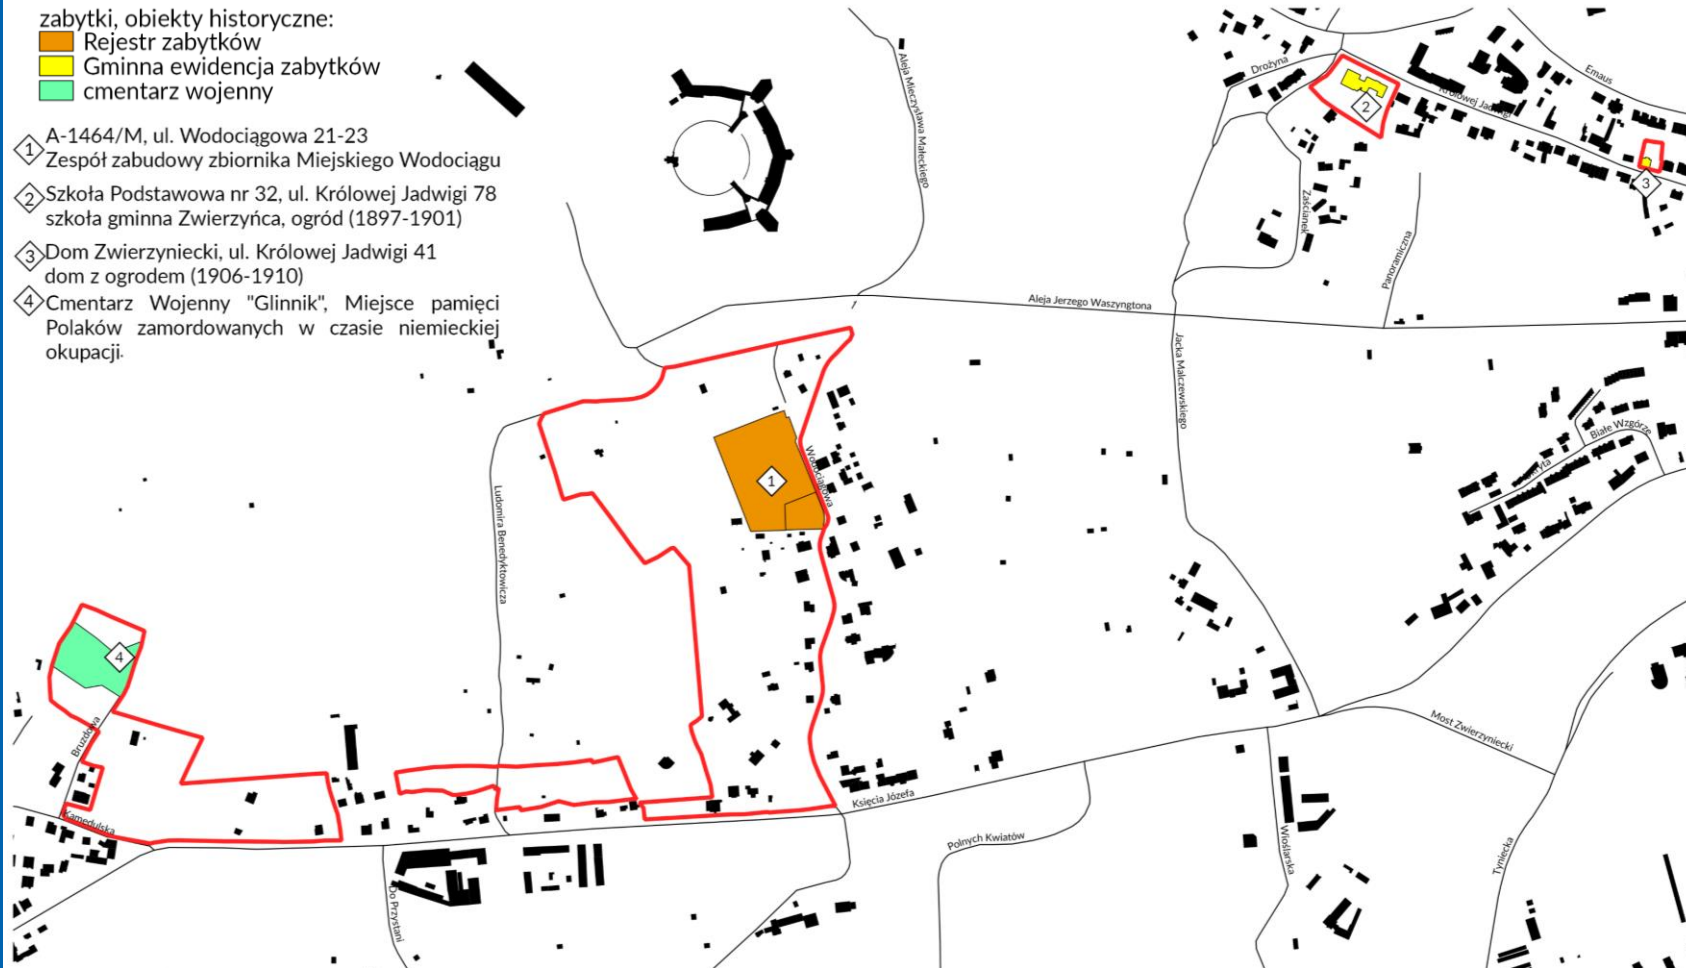 zabytki, obiekty historyczne:
Rejestr zabytków
Gminna ewidencja zabytków
cmentarz wojenny
1 A-1464/M, ul. Wodociągowa 21-23
Zespół zabudowy zbiornika Miejskiego Wodociągu
2 Szkoła Podstawowa nr 32, ul. Królowej Jadwigi 78
szkoła gminna Zwierzyńca, ogród (1897-1901)
3 Dom Zwierzyniecki, ul. Królowej Jadwigi 41
dom z ogrodem (1906-1910)
4 Cmentarz Wojenny "Glinnik", Miejsce pamięci
Polaków zamordowanych w czasie niemieckiej
okupacji.
Aleja Mieczysława Małeckiego
Drożyna
Królowej Jadwigi
Emaus
2
3
Zaścianek
Panoramiczna
Aleja Jerzego Waszyngtona
Jacka Malczewskiego
Białe Wzgórze
Wodociągowa
1
Ludomira Benedyktowicza
4
Bruzdowa
Kamedulska
Księcia Józefa
Most Zwierzyniecki
Polnych Kwiatów
Wioślarska
Tyniecka
Do Przystani